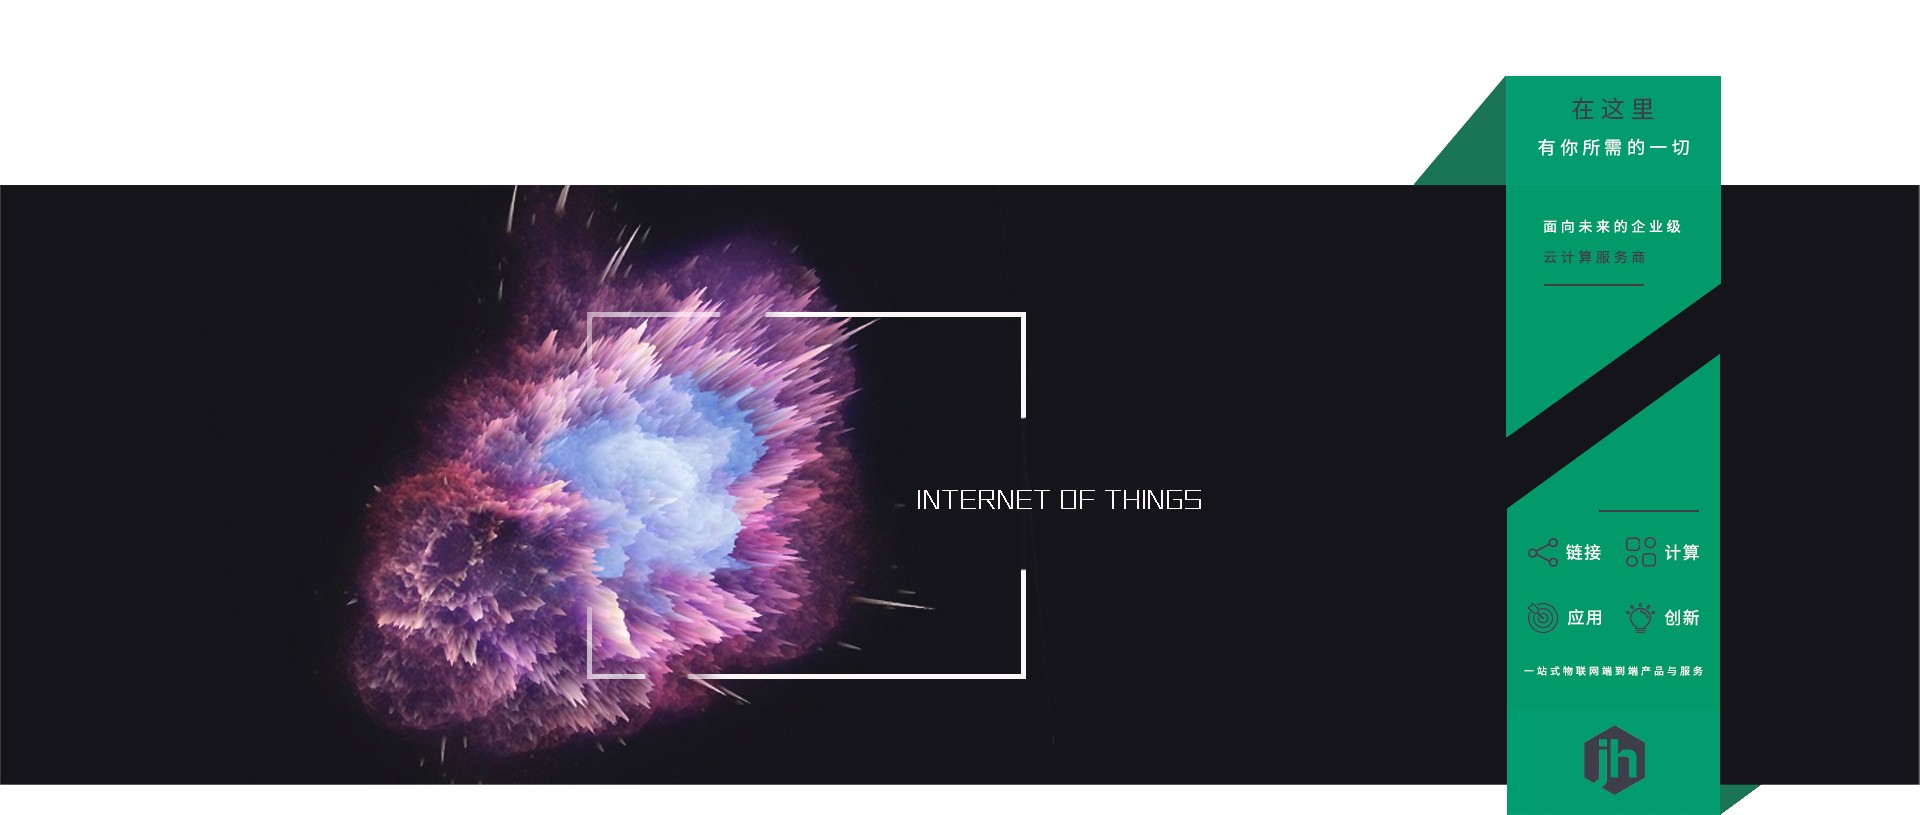 在这里
有你所需的一切
面向未来的企业级
云计算服务商
INTERNET OF THINGS
链接
计算
应用
创新
一站式物联网端到端产品与服务
jh